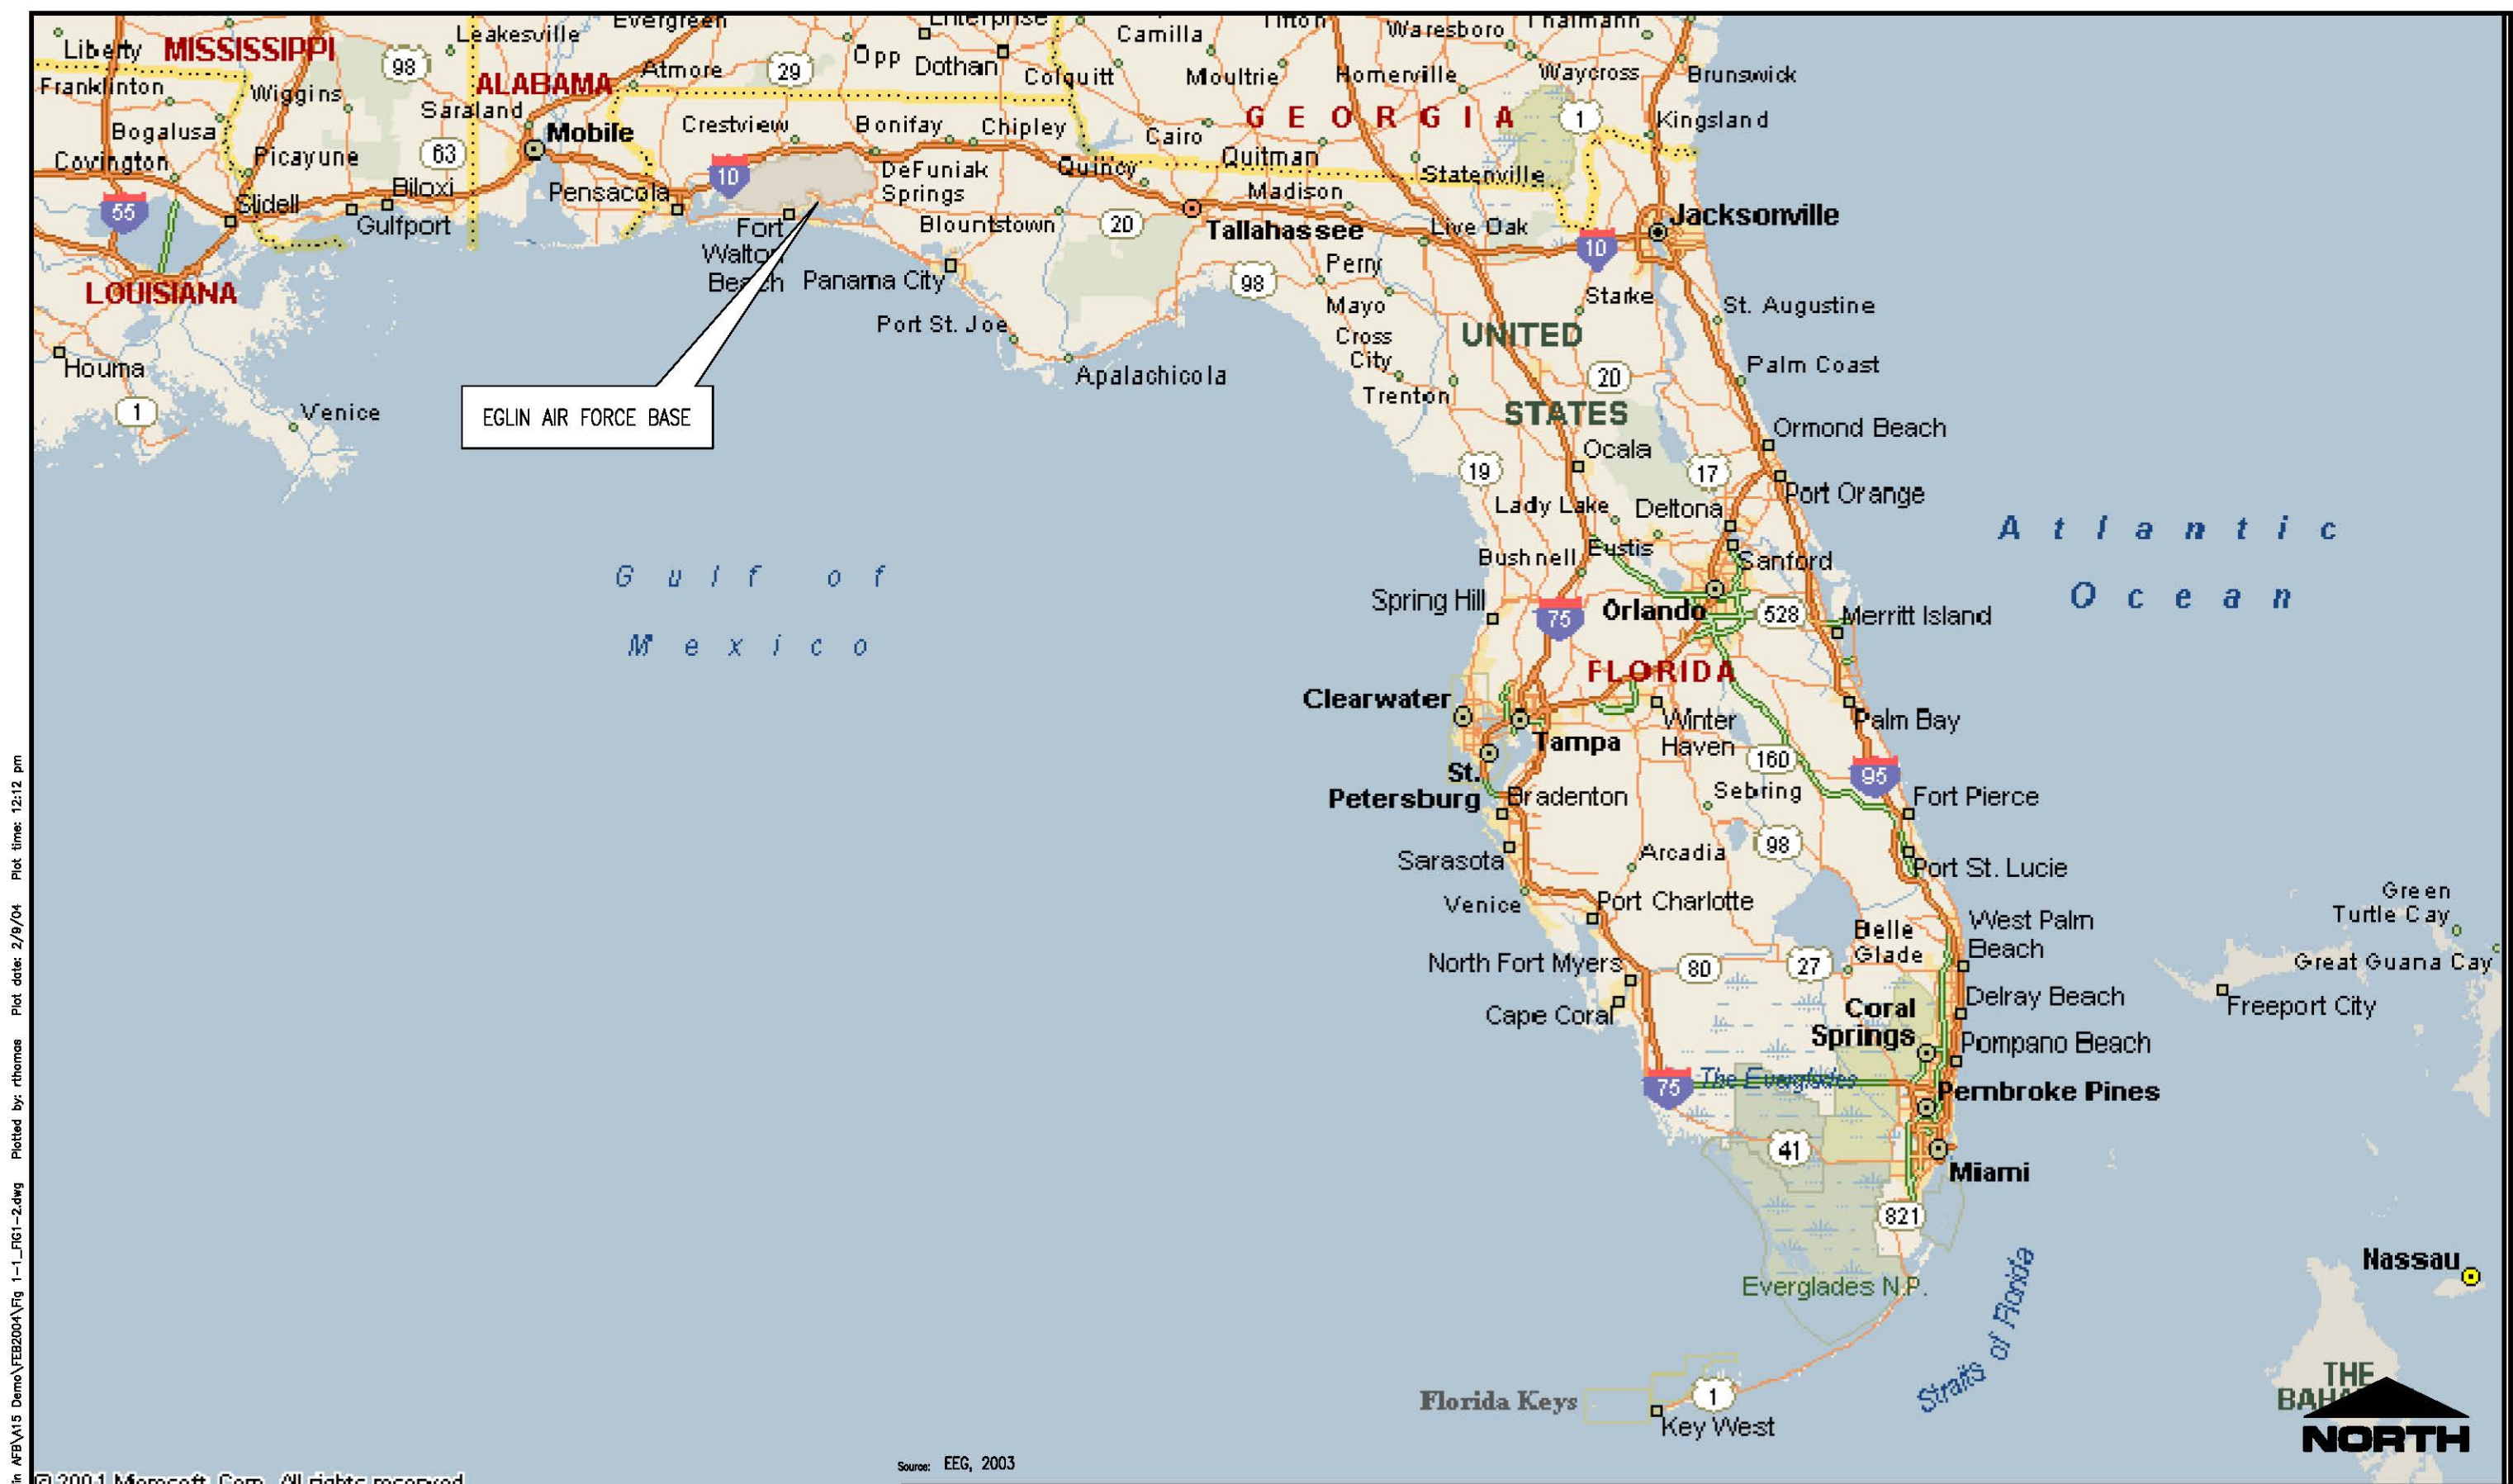 Liberty
MISSISSIPPI
98
Leakesville
Evergreen
Enterprise
Camilla
Tifton
Waresboro
Thalmann
Franklinton
Wiggins
ALABAMA
Atmore
29
Opp
Dothan
Colquitt
Moultrie
Homerville
Waycross
Brunswick
Bogalusa
Saraland
Mobile
Crestview
Bonifay
Chipley
Cairo
GEORGIA
1
Kingsland
Covington
Picayune
63
10
DeFuniak
Springs
Quincy
Quitman
Statenville
55
Slidell
Biloxi
Gulfport
Pensacola
Fort
Walton
Beach
Blountstown
20
Madison
Tallahassee
Live Oak
10
Jacksonville
LOUISIANA
Panama City
98
Perry
Mayo
Starke
St. Augustine
Port St. Joe
Cross
City
UNITED
STATES
Houma
1
Venice
Apalachicola
Trenton
20
Palm Coast
EGLIN AIR FORCE BASE
Ormond Beach
Ocala
19
17
Port Orange
Lady Lake
Deltona
Atlantic
Ocean
Gulf of
Mexico
Bushnell
Eustis
Sanford
Spring Hill
75
Orlando
528
Merritt Island
FLORIDA
Clearwater
Tampa
Winter
Haven
Palm Bay
St.
Petersburg
160
95
Bradenton
Sebring
Fort Pierce
Sarasota
Arcadia
98
Port St. Lucie
Venice
Port Charlotte
Belle
Glade
West Palm
Beach
Green
Turtle Cay
North Fort Myers
80
27
Great Guana Cay
Cape Coral
Coral
Springs
Delray Beach
Freeport City
Pompano Beach
75
The Everglades
Pembroke Pines
41
Miami
821
Everglades N.P.
Straits of Florida
Nassau
Florida Keys
1
Key West
THE
NORTH
Source: EEG, 2003
© 2001 Microsoft Corp. All rights reserved
in AFB\A15 Demo\FEB2004\Fig 1-1_FIG1-2.dwg Plotted by: rthomas Plot date: 2/9/04 Plot time: 12:12 pm